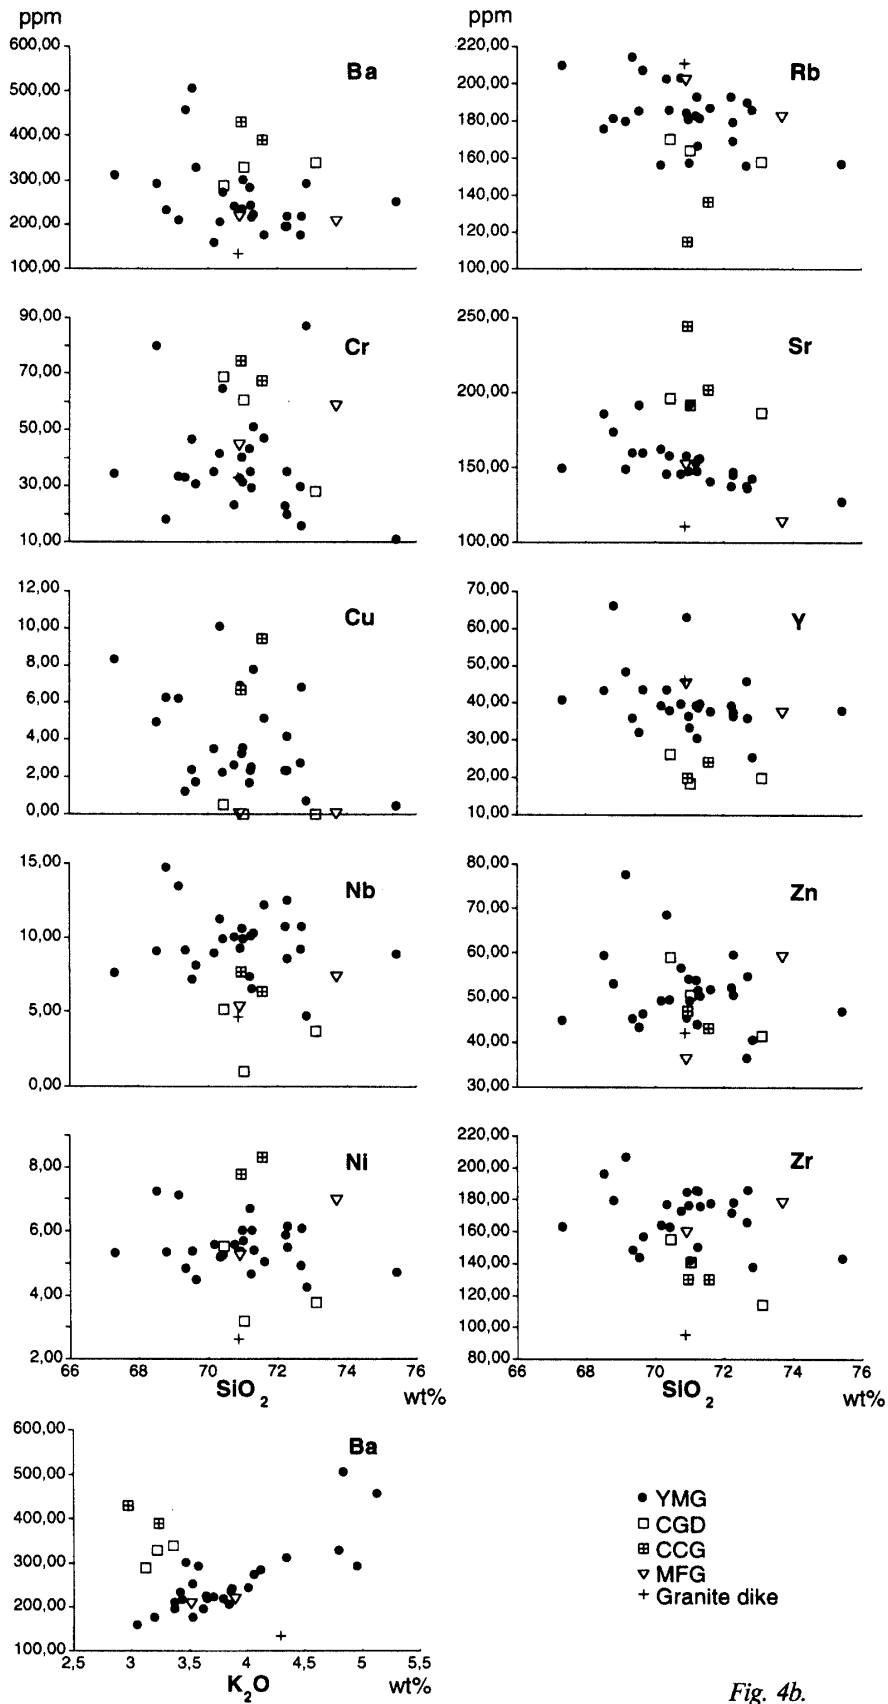 ppm
600,00
500,00
400,00
300,00
200,00
100,00
Ba
ppm
220,00
200,00
180,00
160,00
140,00
120,00
100,00
Rb
90,00
70,00
50,00
30,00
10,00
Cr
250,00
200,00
150,00
100,00
Sr
12,00
10,00
8,00
6,00
4,00
2,00
0,00
Cu
70,00
60,00
50,00
40,00
30,00
20,00
10,00
Y
15,00
10,00
5,00
0,00
Nb
80,00
70,00
60,00
50,00
40,00
30,00
Zn
8,00
6,00
4,00
2,00
Ni
66 68 70 72 74 76
SiO2 wt%
220,00
200,00
180,00
160,00
140,00
120,00
100,00
80,00
Zr
66 68 70 72 74 76
SiO2 wt%
600,00
500,00
400,00
300,00
200,00
100,00
Ba
2,5 3 3,5 4 4,5 5 5,5
K2O wt%
YMG
CGD
CCG
MFG
Granite dike
Fig. 4b.